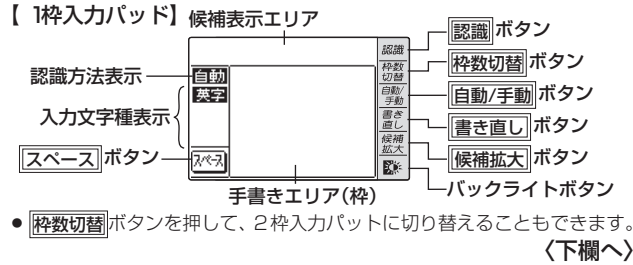 【 1枠入力パッド】候補表示エリア
認識 認識 ボタン
枠数切替 枠数切替 ボタン
認識方法表示 自動 自動/手動 自動/手動 ボタン
英字
入力文字種表示 書き直し 書き直し ボタン
スペース ボタン スペース 候補拡大 候補拡大 ボタン
バックライトボタン
手書きエリア(枠)
● 枠数切替 ボタンを押して、2枠入力パットに切り替えることもできます。
〈下欄へ〉